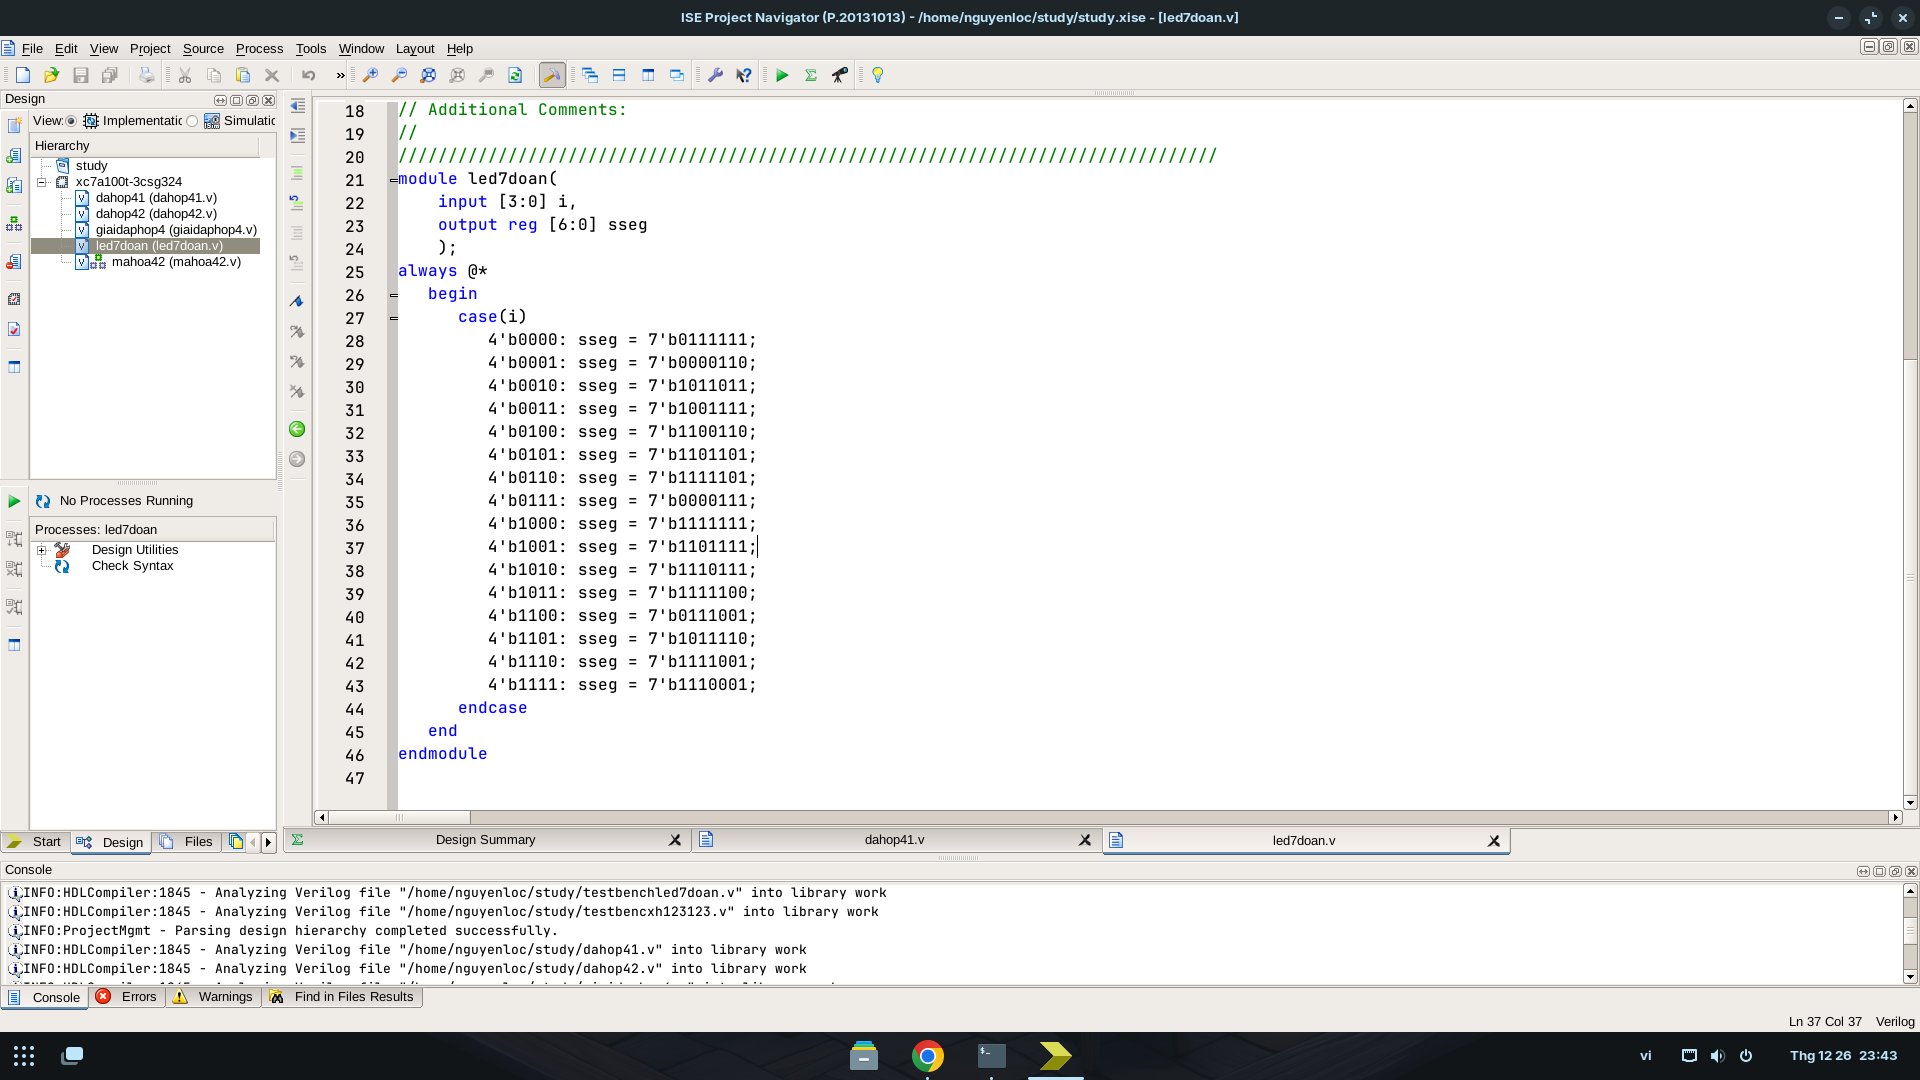 ISE Project Navigator (P.20131013) - /home/nguyenloc/study/study.xise - [led7doan.v]
File Edit View Project Source Process Tools Window Layout Help
Design
View: Implementatic Simulatic
Hierarchy
study
xc7a100t-3csg324
dahop41 (dahop41.v)
dahop42 (dahop42.v)
giaidaphop4 (giaidaphop4.v)
led7doan (led7doan.v)
mahoa42 (mahoa42.v)
No Processes Running
Processes: led7doan
Design Utilities
Check Syntax
Start Design Files
18 // Additional Comments:
19 //
20 //////////////////////////////////////////////////////////////////////////////////
21 module led7doan(
22 input [3:0] i,
23 output reg [6:0] sseg
24 );
25 always @*
26 begin
27 case(i)
28 4'b0000: sseg = 7'b0111111;
29 4'b0001: sseg = 7'b0000110;
30 4'b0010: sseg = 7'b1011011;
31 4'b0011: sseg = 7'b1001111;
32 4'b0100: sseg = 7'b1100110;
33 4'b0101: sseg = 7'b1101101;
34 4'b0110: sseg = 7'b1111101;
35 4'b0111: sseg = 7'b0000111;
36 4'b1000: sseg = 7'b1111111;
37 4'b1001: sseg = 7'b1101111;
38 4'b1010: sseg = 7'b1110111;
39 4'b1011: sseg = 7'b1111100;
40 4'b1100: sseg = 7'b0111001;
41 4'b1101: sseg = 7'b1011110;
42 4'b1110: sseg = 7'b1111001;
43 4'b1111: sseg = 7'b1110001;
44 endcase
45 end
46 endmodule
47
Design Summary dahop41.v led7doan.v
Console
INFO:HDLCompiler:1845 - Analyzing Verilog file "/home/nguyenloc/study/testbenchled7doan.v" into library work
INFO:HDLCompiler:1845 - Analyzing Verilog file "/home/nguyenloc/study/testbencxh123123.v" into library work
INFO:ProjectMgmt - Parsing design hierarchy completed successfully.
INFO:HDLCompiler:1845 - Analyzing Verilog file "/home/nguyenloc/study/dahop41.v" into library work
INFO:HDLCompiler:1845 - Analyzing Verilog file "/home/nguyenloc/study/dahop42.v" into library work
Console Errors Warnings Find in Files Results
Ln 37 Col 37 Verilog
vi Thg 12 26 23:43